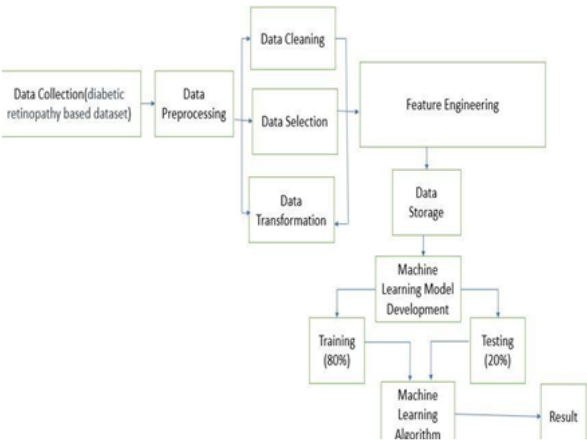 Data Collection(diabetic
retinopathy based dataset)
Data
Preprocessing
Data Cleaning
Data Selection
Data
Transformation
Feature Engineering
Data
Storage
Machine
Learning Model
Development
Training
(80%)
Testing
(20%)
Machine
Learning
Algorithm
Result